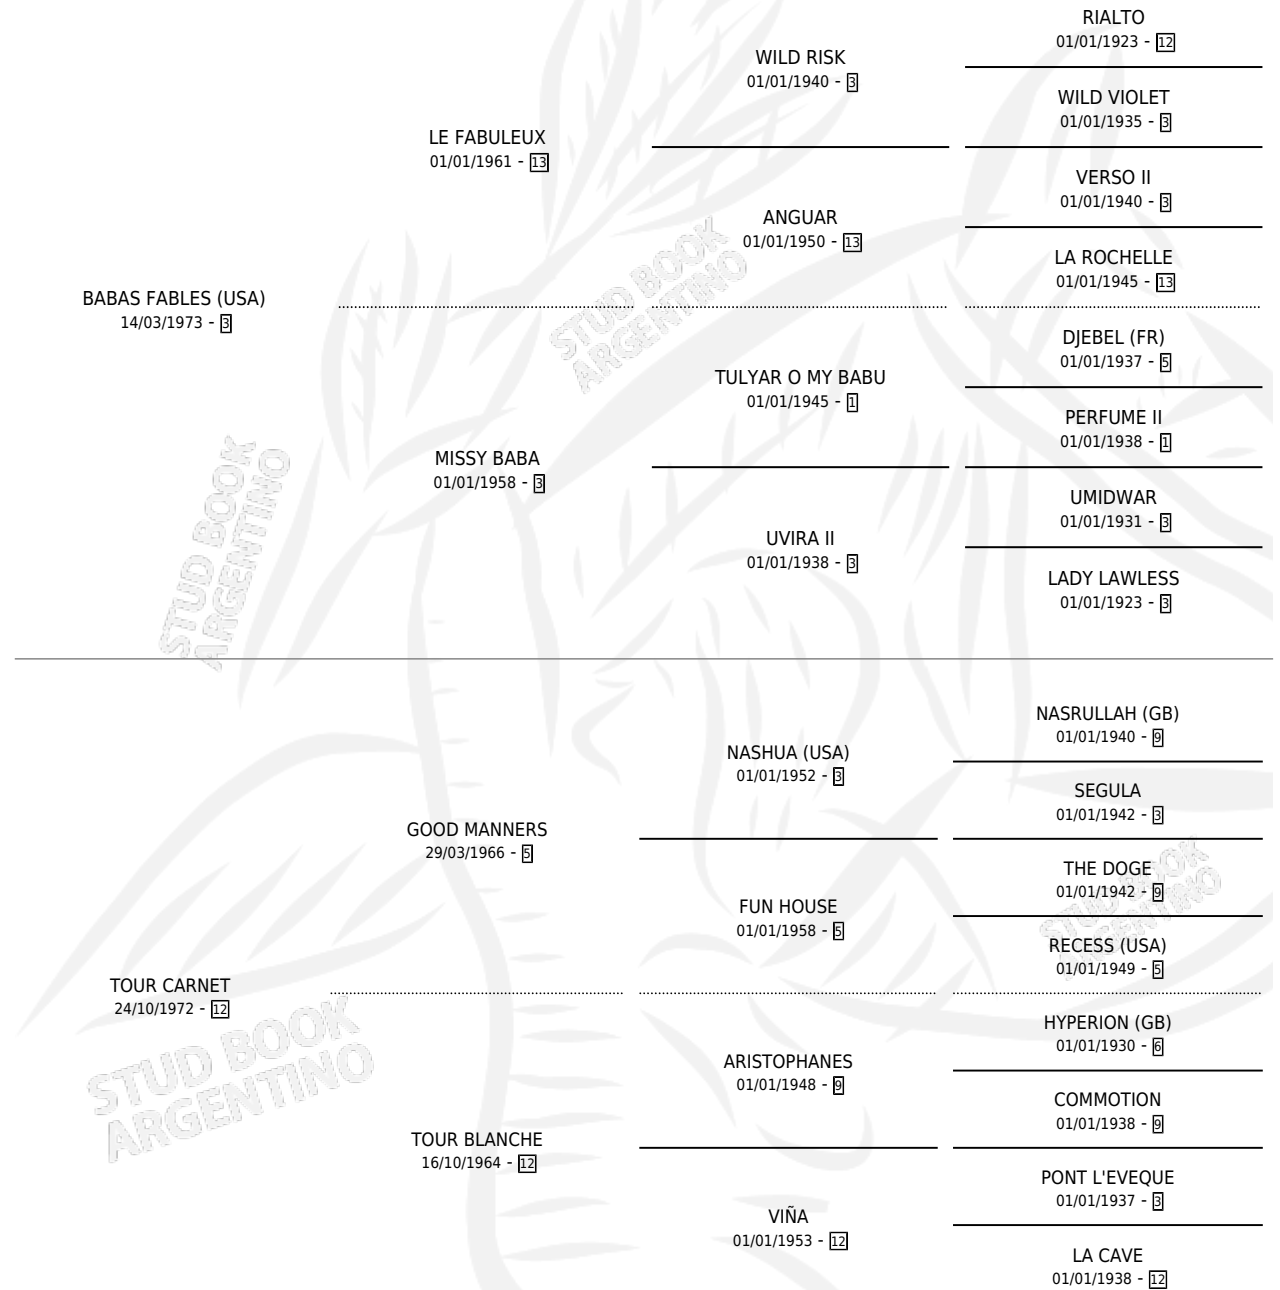 RIALTO
01/01/1923 - 12
WILD RISK
01/01/1940 - 3
WILD VIOLET
01/01/1935 - 3
LE FABULEUX
01/01/1961 - 13
VERSO II
01/01/1940 - 3
ANGUAR
01/01/1950 - 13
LA ROCHELLE
01/01/1945 - 13
BABAS FABLES (USA)
14/03/1973 - 3
DJEBEL (FR)
01/01/1937 - 5
TULYAR O MY BABU
01/01/1945 - 1
PERFUME II
01/01/1938 - 1
MISSY BABA
01/01/1958 - 3
UMIDWAR
01/01/1931 - 3
UVIRA II
01/01/1938 - 3
LADY LAWLESS
01/01/1923 - 3
STUD BOOK
ARGENTINO
STUD BOOK
ARGENTINO
NASRULLAH (GB)
01/01/1940 - 9
NASHUA (USA)
01/01/1952 - 3
SEGULA
01/01/1942 - 3
GOOD MANNERS
29/03/1966 - 5
THE DOGE
01/01/1942 - 9
FUN HOUSE
01/01/1958 - 5
RECESS (USA)
01/01/1949 - 5
STUD BOOK
ARGENTINO
TOUR CARNET
24/10/1972 - 12
HYPERION (GB)
01/01/1930 - 6
ARISTOPHANES
01/01/1948 - 9
COMMOTION
01/01/1938 - 9
STUD BOOK
ARGENTINO
TOUR BLANCHE
16/10/1964 - 12
PONT L'EVEQUE
01/01/1937 - 3
VIÑA
01/01/1953 - 12
LA CAVE
01/01/1938 - 12